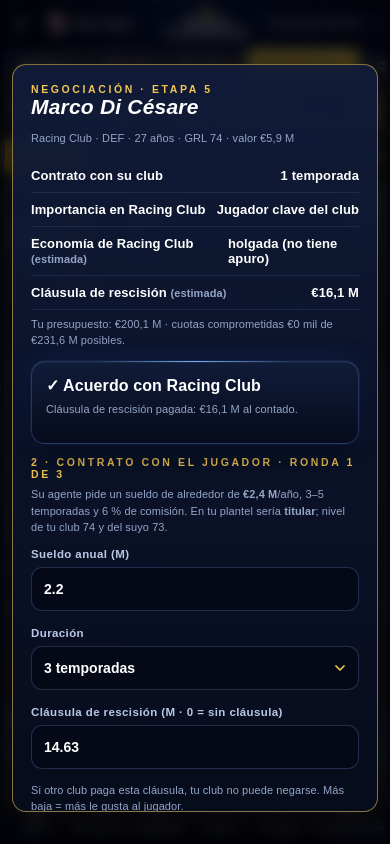 NEGOCIACIÓN · ETAPA 5
Marco Di Césare
Racing Club · DEF · 27 años · GRL 74 · valor €5,9 M
Contrato con su club 1 temporada
Importancia en Racing Club Jugador clave del club
Economía de Racing Club (estimada) holgada (no tiene apuro)
Cláusula de rescisión (estimada) €16,1 M
Tu presupuesto: €200,1 M · cuotas comprometidas €0 mil de
€231,6 M posibles.
✓ Acuerdo con Racing Club
Cláusula de rescisión pagada: €16,1 M al contado.
2 · CONTRATO CON EL JUGADOR · RONDA 1
DE 3
Su agente pide un sueldo de alrededor de €2,4 M/año, 3–5
temporadas y 6 % de comisión. En tu plantel sería titular; nivel
de tu club 74 y del suyo 73.
Sueldo anual (M)
2.2
Duración
3 temporadas
Cláusula de rescisión (M · 0 = sin cláusula)
14.63
Si otro club paga esta cláusula, tu club no puede negarse. Más
baja = más le gusta al jugador.